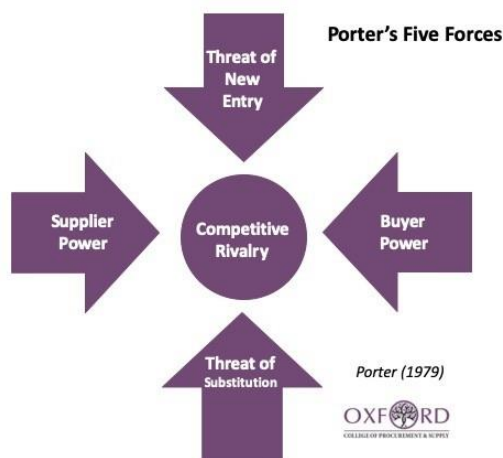 Porter's Five Forces
Threat of
New
Entry
Supplier
Power
Competitive
Rivalry
Buyer
Power
Threat of
Substitution
Porter (1979)
OXFORD
COLLEGE OF PROCUREMENT & SUPPLY